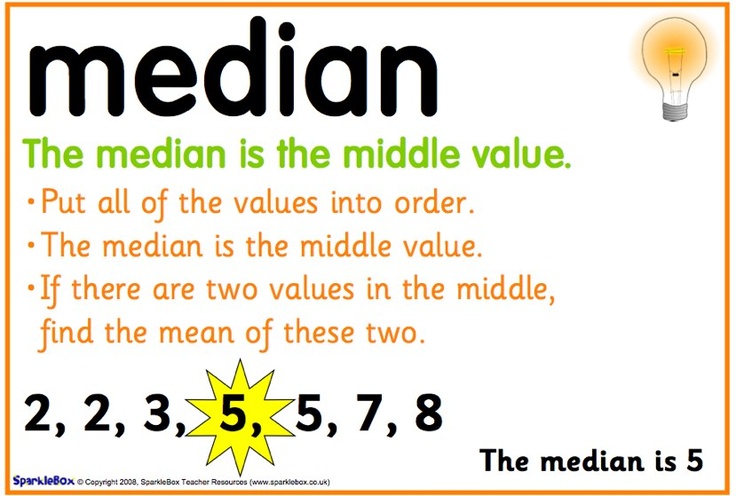 median
The median is the middle value.
•Put all of the values into order.
•The median is the middle value.
•If there are two values in the middle,
find the mean of these two.
2, 2, 3, 5, 5, 7, 8
The median is 5
SparkleBox © Copyright 2008, SparkleBox Teacher Resources (www.sparklebox.co.uk)